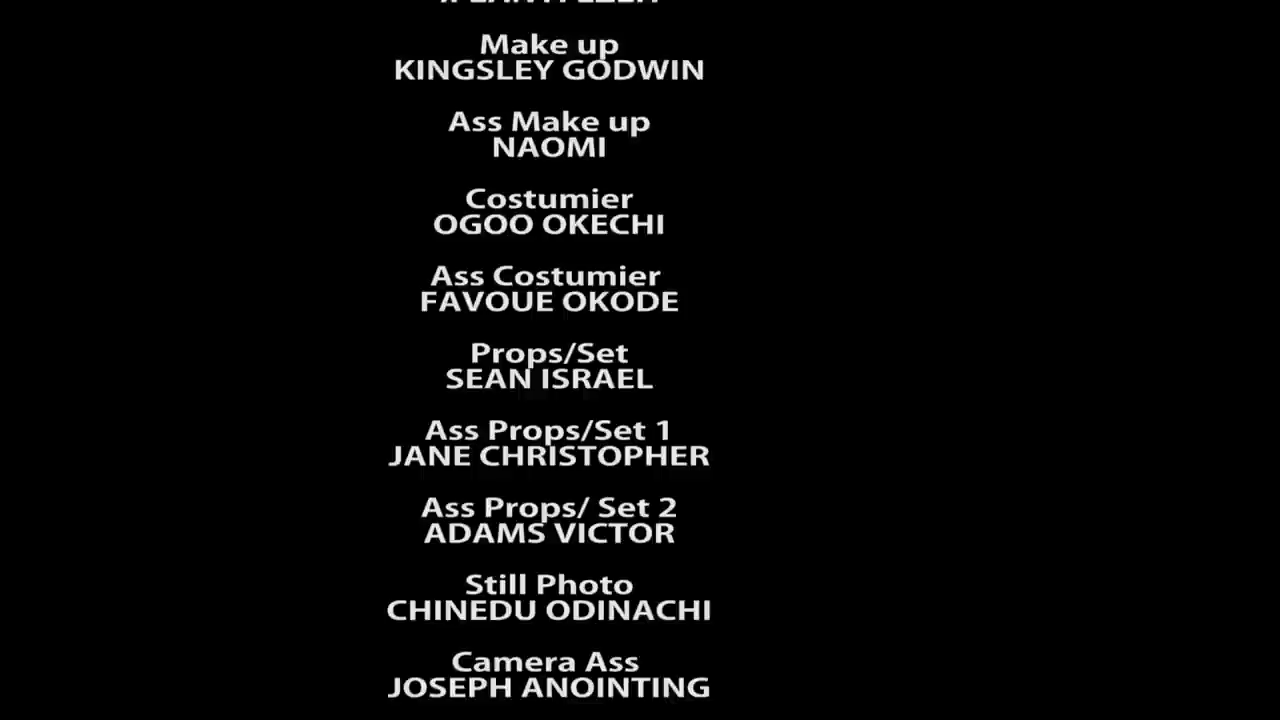 Make up
KINGSLEY GODWIN
Ass Make up
NAOMI
Costumier
OGOO OKECHI
Ass Costumier
FAVOUE OKODE
Props/Set
SEAN ISRAEL
Ass Props/Set 1
JANE CHRISTOPHER
Ass Props/ Set 2
ADAMS VICTOR
Still Photo
CHINEDU ODINACHI
Camera Ass
JOSEPH ANOINTING